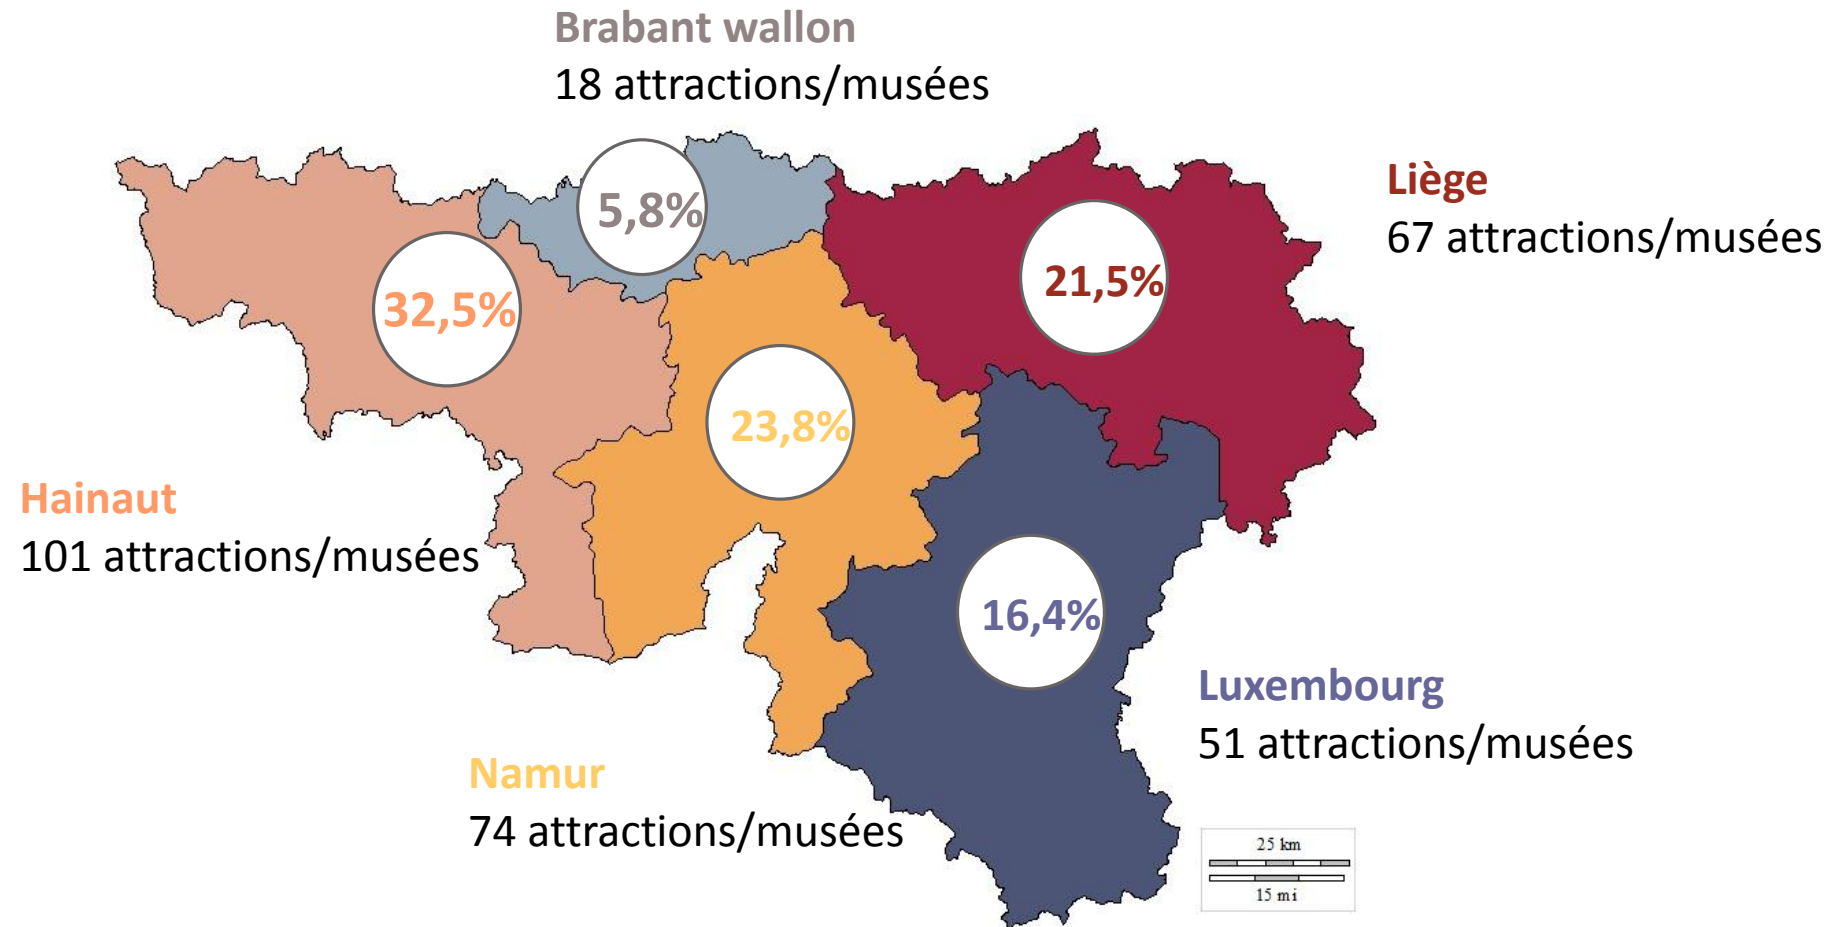 Brabant wallon
18 attractions/musées
5,8%
Liège
67 attractions/musées
21,5%
32,5%
23,8%
Hainaut
101 attractions/musées
16,4%
Luxembourg
51 attractions/musées
Namur
74 attractions/musées
25 km
15 mi